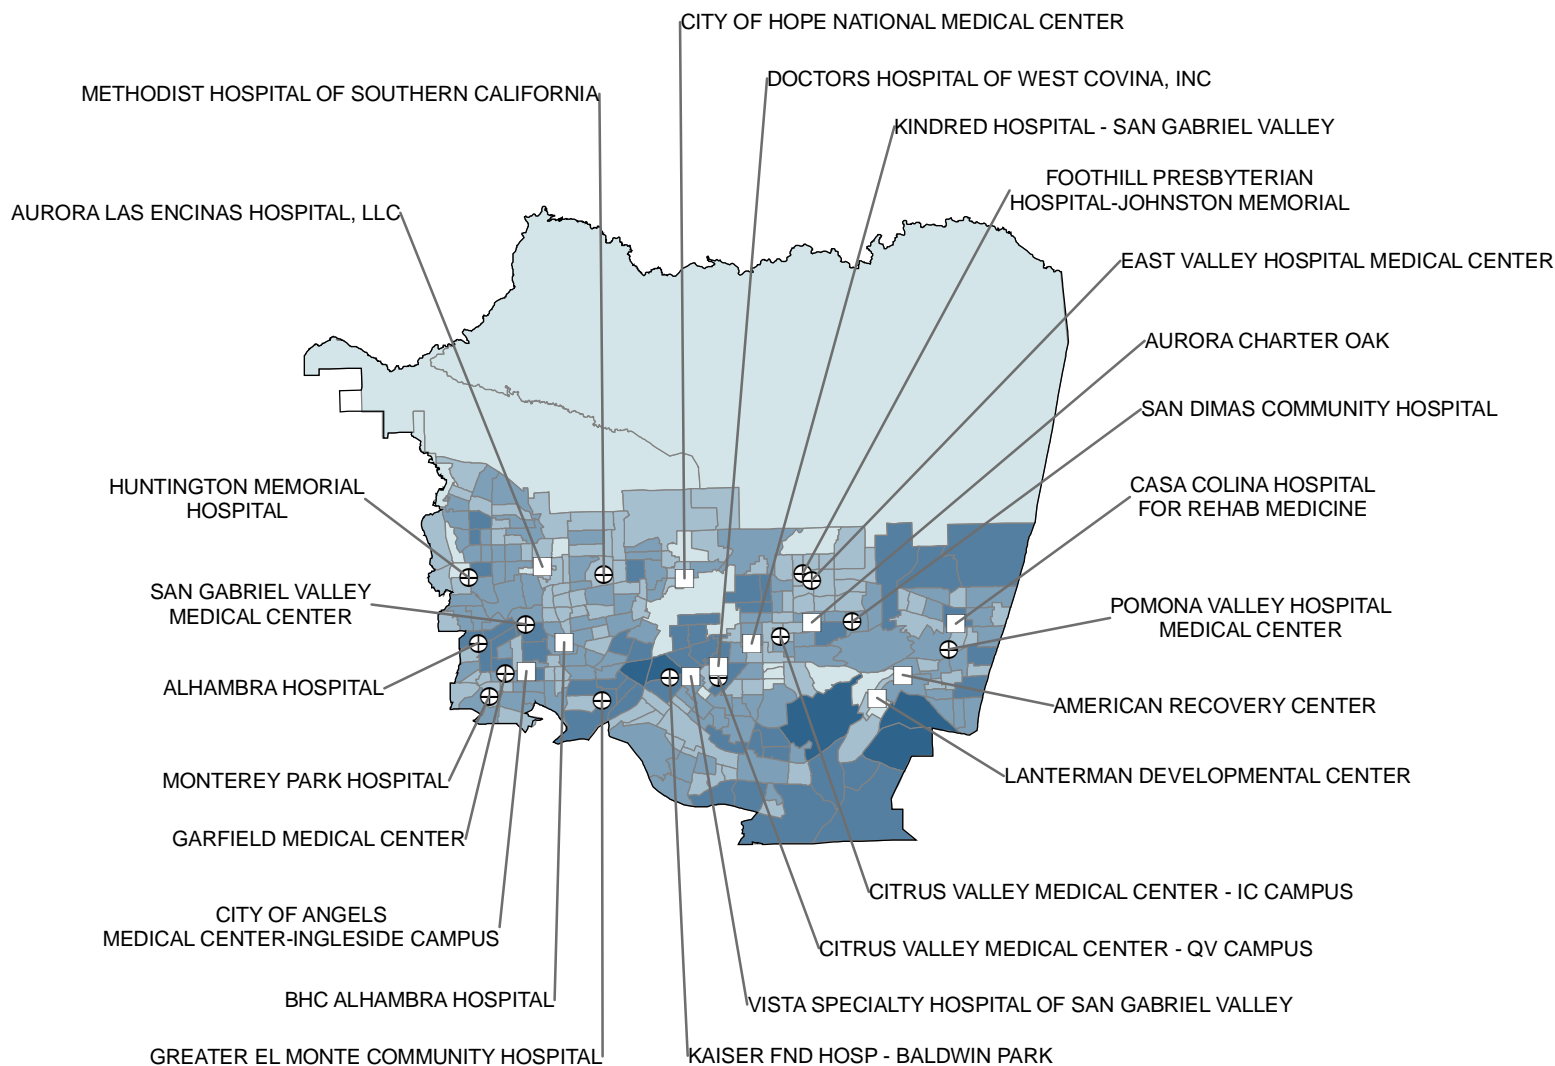 CITY OF HOPE NATIONAL MEDICAL CENTER
DOCTORS HOSPITAL OF WEST COVINA, INC
METHODIST HOSPITAL OF SOUTHERN CALIFORNIA
KINDRED HOSPITAL - SAN GABRIEL VALLEY
FOOTHILL PRESBYTERIAN
HOSPITAL-JOHNSTON MEMORIAL
AURORA LAS ENCINAS HOSPITAL, LLC
EAST VALLEY HOSPITAL MEDICAL CENTER
AURORA CHARTER OAK
SAN DIMAS COMMUNITY HOSPITAL
HUNTINGTON MEMORIAL
HOSPITAL
CASA COLINA HOSPITAL
FOR REHAB MEDICINE
SAN GABRIEL VALLEY
MEDICAL CENTER
POMONA VALLEY HOSPITAL
MEDICAL CENTER
ALHAMBRA HOSPITAL
AMERICAN RECOVERY CENTER
MONTEREY PARK HOSPITAL
LANTERMAN DEVELOPMENTAL CENTER
GARFIELD MEDICAL CENTER
CITRUS VALLEY MEDICAL CENTER - IC CAMPUS
CITY OF ANGELS
MEDICAL CENTER-INGLESIDE CAMPUS
CITRUS VALLEY MEDICAL CENTER - QV CAMPUS
BHC ALHAMBRA HOSPITAL
VISTA SPECIALTY HOSPITAL OF SAN GABRIEL VALLEY
GREATER EL MONTE COMMUNITY HOSPITAL
KAISER FND HOSP - BALDWIN PARK